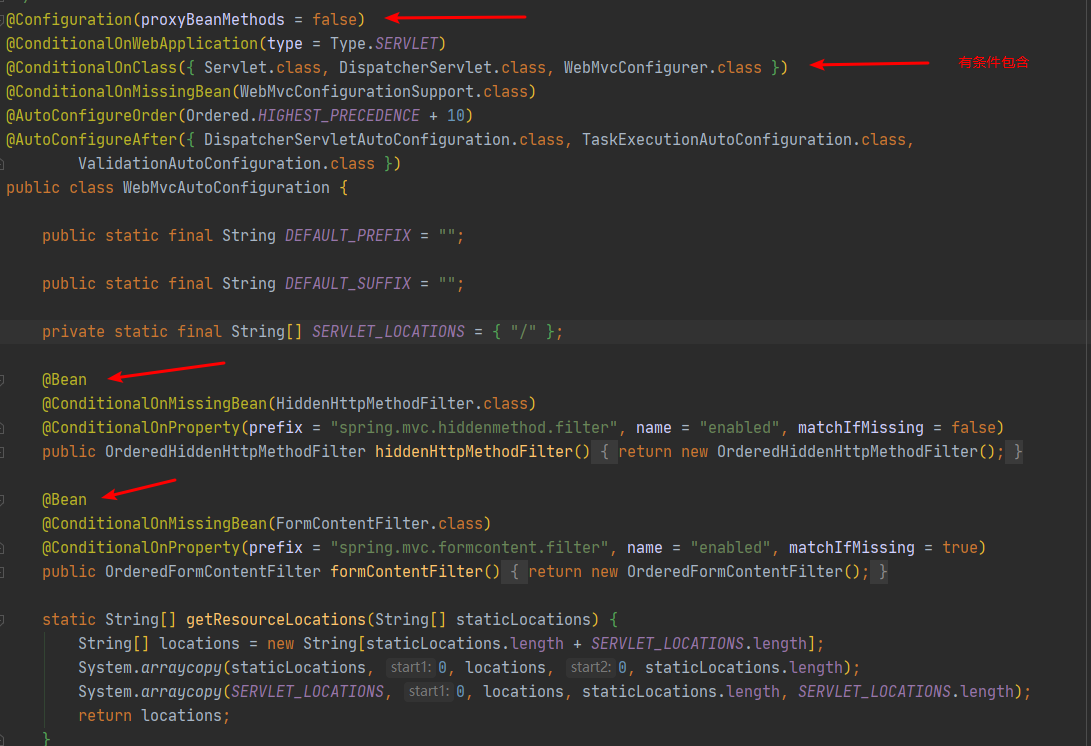 @Configuration(proxyBeanMethods = false)
@ConditionalOnWebApplication(type = Type.SERVLET)
@ConditionalOnClass({ Servlet.class, DispatcherServlet.class, WebMvcConfigurer.class }) 有条件包含
@ConditionalOnMissingBean(WebMvcConfigurationSupport.class)
@AutoConfigureOrder(Ordered.HIGHEST_PRECEDENCE + 10)
@AutoConfigureAfter({ DispatcherServletAutoConfiguration.class, TaskExecutionAutoConfiguration.class,
        ValidationAutoConfiguration.class })
public class WebMvcAutoConfiguration {
    public static final String DEFAULT_PREFIX = "";
    public static final String DEFAULT_SUFFIX = "";
    private static final String[] SERVLET_LOCATIONS = { "/" };
    @Bean
    @ConditionalOnMissingBean(HiddenHttpMethodFilter.class)
    @ConditionalOnProperty(prefix = "spring.mvc.hiddenmethod.filter", name = "enabled", matchIfMissing = false)
    public OrderedHiddenHttpMethodFilter hiddenHttpMethodFilter() { return new OrderedHiddenHttpMethodFilter(); }
    @Bean
    @ConditionalOnMissingBean(FormContentFilter.class)
    @ConditionalOnProperty(prefix = "spring.mvc.formcontent.filter", name = "enabled", matchIfMissing = true)
    public OrderedFormContentFilter formContentFilter() { return new OrderedFormContentFilter(); }
    static String[] getResourceLocations(String[] staticLocations) {
        String[] locations = new String[staticLocations.length + SERVLET_LOCATIONS.length];
        System.arraycopy(staticLocations, start1: 0, locations, start2: 0, staticLocations.length);
        System.arraycopy(SERVLET_LOCATIONS, start1: 0, locations, staticLocations.length, SERVLET_LOCATIONS.length);
        return locations;
    }